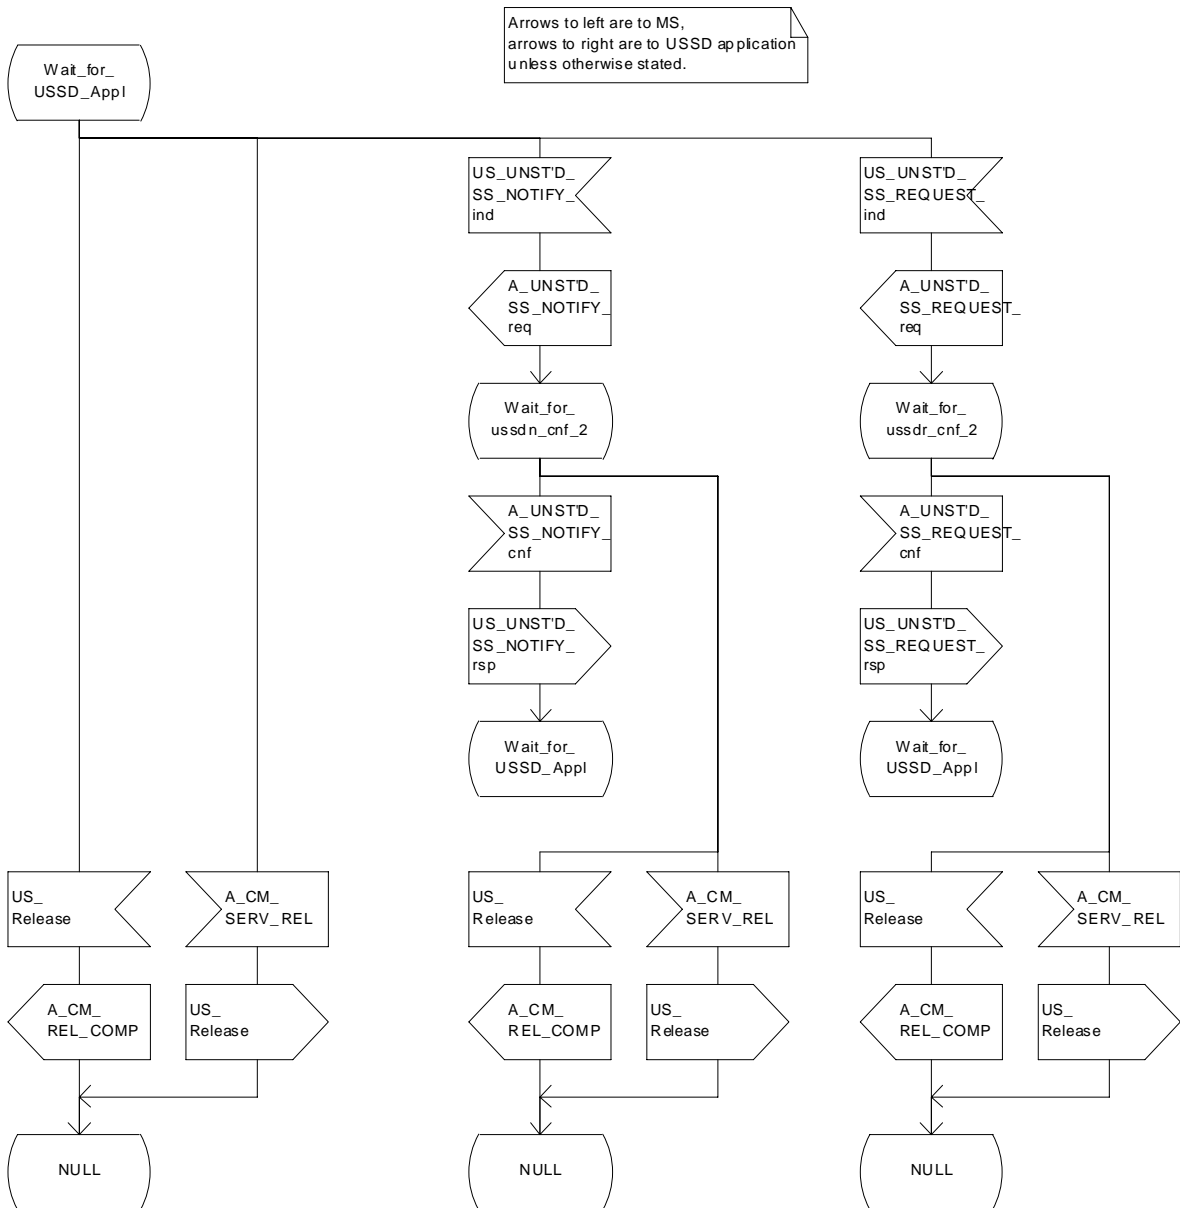 Arrows to left are to MS,
arrows to right are to USSD application
unless otherwise stated.
Wait_for_
USSD_Appl
US_UNST'D_
SS_NOTIFY_
ind
US_UNST'D_
SS_REQUEST_
ind
A_UNST'D_
SS_NOTIFY_
req
A_UNST'D_
SS_REQUEST_
req
Wait_for_
ussdn_cnf_2
Wait_for_
ussdr_cnf_2
A_UNST'D_
SS_NOTIFY_
cnf
A_UNST'D_
SS_REQUEST_
cnf
US_UNST'D_
SS_NOTIFY_
rsp
US_UNST'D_
SS_REQUEST_
rsp
Wait_for_
USSD_Appl
Wait_for_
USSD_Appl
US_
Release
A_CM_
SERV_REL
US_
Release
A_CM_
SERV_REL
US_
Release
A_CM_
SERV_REL
A_CM_
REL_COMP
US_
Release
A_CM_
REL_COMP
US_
Release
A_CM_
REL_COMP
US_
Release
NULL
NULL
NULL